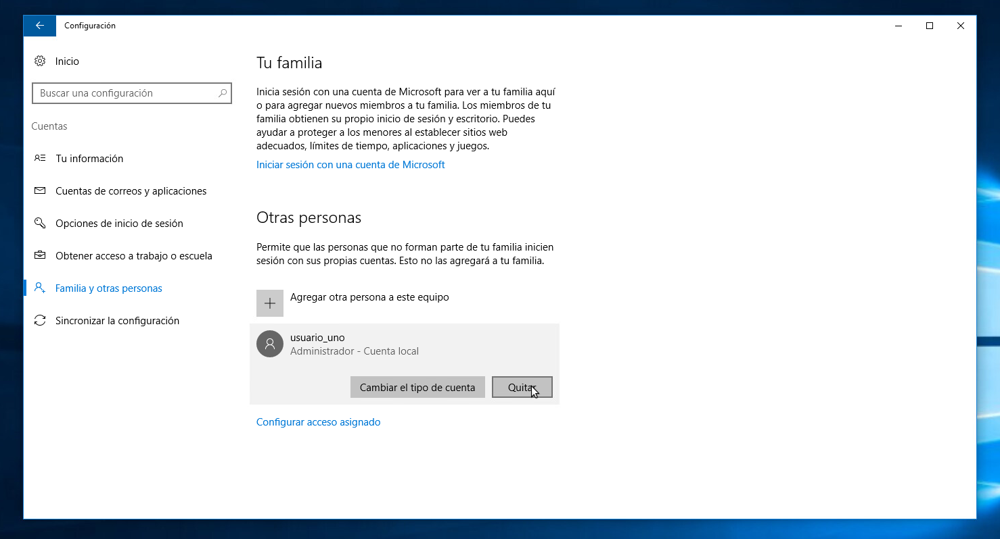 Configuración
Inicio
Buscar una configuración
Cuentas
Tu información
Cuentas de correos y aplicaciones
Opciones de inicio de sesión
Obtener acceso a trabajo o escuela
Familia y otras personas
Sincronizar la configuración
Tu familia
Inicia sesión con una cuenta de Microsoft para ver a tu familia aquí
o para agregar nuevos miembros a tu familia. Los miembros de tu
familia obtienen su propio inicio de sesión y escritorio. Puedes
ayudar a proteger a los menores al establecer sitios web
adecuados, límites de tiempo, aplicaciones y juegos.
Iniciar sesión con una cuenta de Microsoft
Otras personas
Permite que las personas que no forman parte de tu familia inicien
sesión con sus propias cuentas. Esto no las agregará a tu familia.
Agregar otra persona a este equipo
usuario_uno
Administrador - Cuenta local
Cambiar el tipo de cuenta
Quitar
Configurar acceso asignado